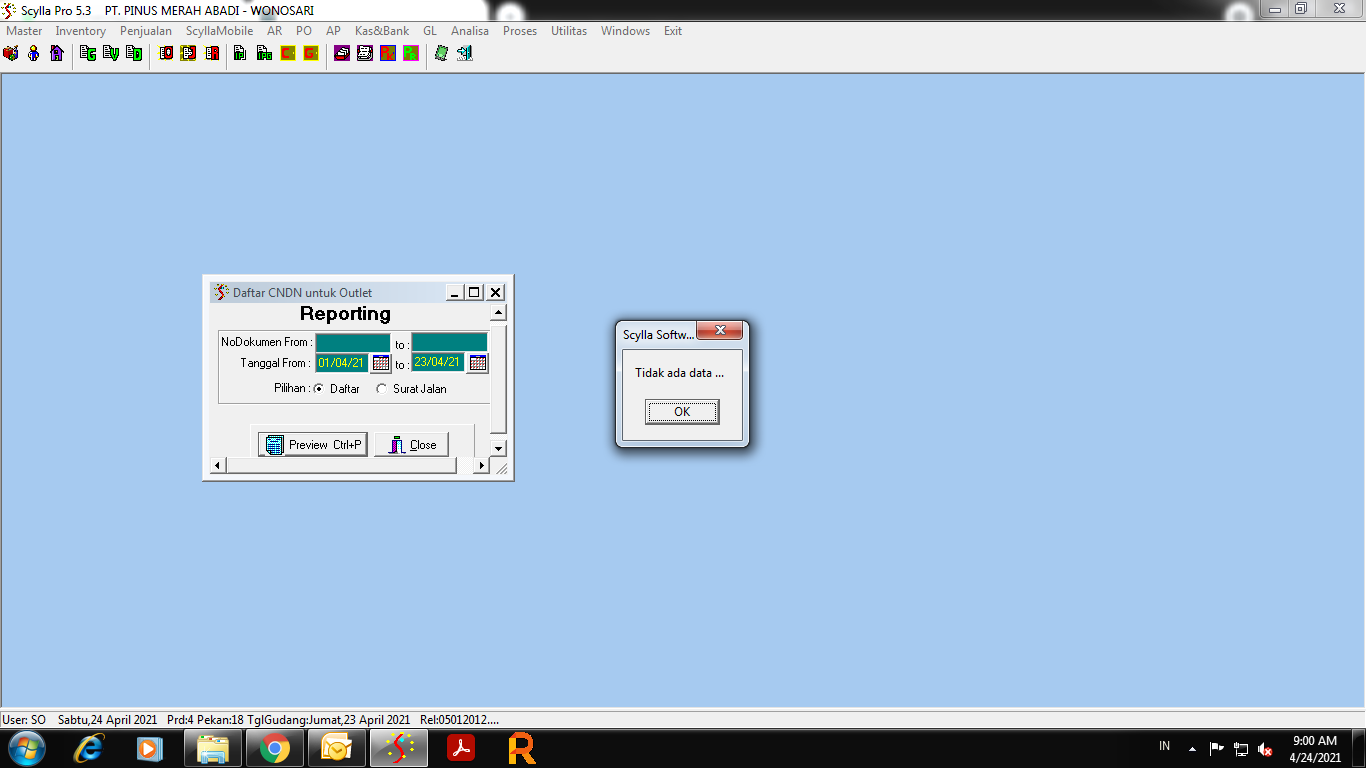 Scylla Pro 5.3 PT. PINUS MERAH ABADI - WONOSARI
Master Inventory Penjualan ScyllaMobile AR PO AP Kas&Bank GL Analisa Proses Utilitas Windows Exit
Daftar CNDN untuk Outlet
Reporting
NoDokumen From : to :
Tanggal From : 01/04/21 to : 23/04/21
Pilihan : Daftar Surat Jalan
Preview Ctrl+P Close
Scylla Softw...
Tidak ada data ...
OK
User: SO Sabtu,24 April 2021 Prd:4 Pekan:18 TglGudang:Jumat,23 April 2021 Rel:05012012....
IN
9:00 AM
4/24/2021